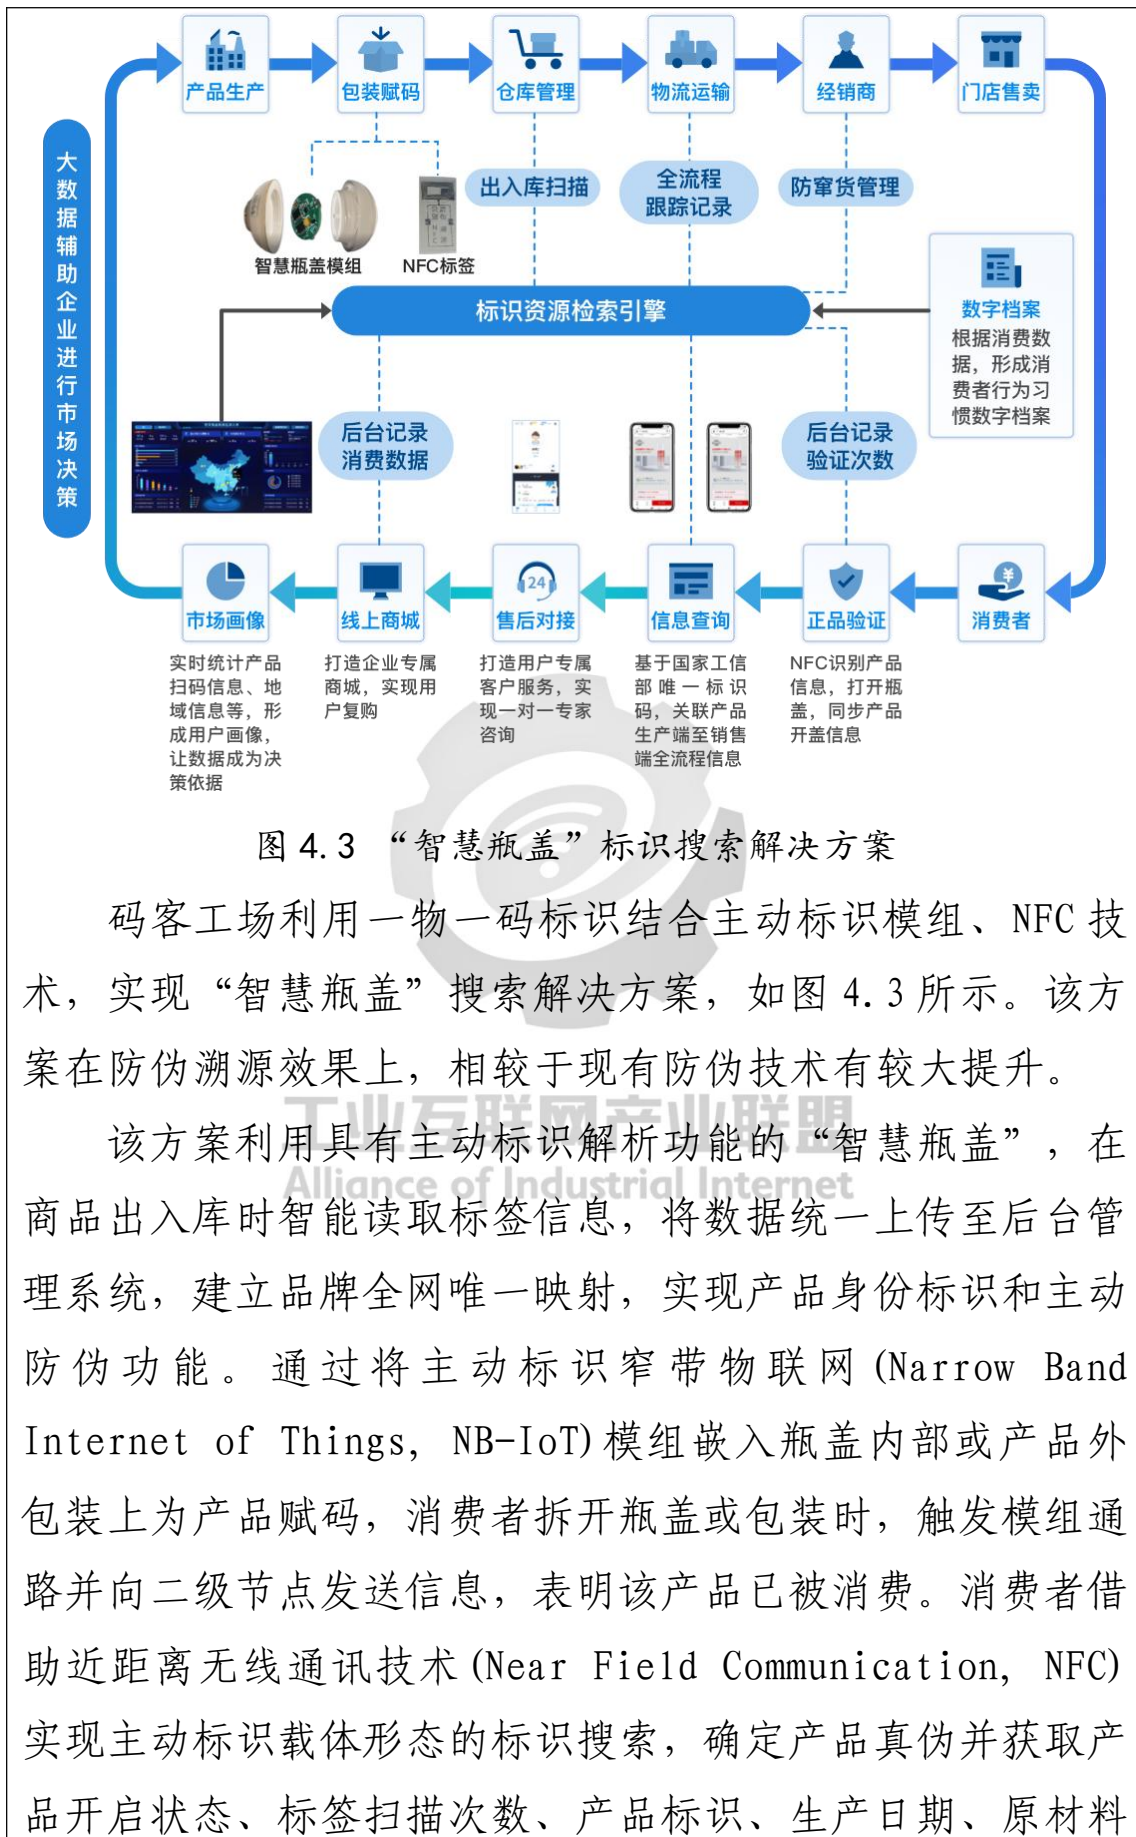 产品生产
包装赋码
仓库管理
物流运输
经销商
门店售卖
大数据辅助企业进行市场决策
出入库扫描
全流程
跟踪记录
防窜货管理
智慧瓶盖模组
NFC标签
标识资源检索引擎
数字档案
根据消费数
据，形成消
费者行为习
惯数字档案
后台记录
消费数据
后台记录
验证次数
市场画像
线上商城
24
售后对接
信息查询
正品验证
消费者
实时统计产品
扫码信息、地
域信息等，形
成用户画像，
让数据成为决
策依据
打造企业专属
商城，实现用
户复购
打造用户专属
客户服务，实
现一对一专家
咨询
基于国家工信
部唯一标识
码，关联产品
生产端至销售
端全流程信息
NFC识别产品
信息，打开瓶
盖，同步产品
开盖信息
图 4.3 “智慧瓶盖”标识搜索解决方案
码客工场利用一物一码标识结合主动标识模组、NFC 技
术，实现“智慧瓶盖”搜索解决方案，如图 4.3 所示。该方
案在防伪溯源效果上，相较于现有防伪技术有较大提升。
工业互联网产业联盟
该方案利用具有主动标识解析功能的“智慧瓶盖”，在
Alliance of Industrial Internet
商品出入库时智能读取标签信息，将数据统一上传至后台管
理系统，建立品牌全网唯一映射，实现产品身份标识和主动
防伪功能。通过将主动标识窄带物联网(Narrow Band
Internet of Things, NB-IoT)模组嵌入瓶盖内部或产品外
包装上为产品赋码，消费者拆开瓶盖或包装时，触发模组通
路并向二级节点发送信息，表明该产品已被消费。消费者借
助近距离无线通讯技术(Near Field Communication, NFC)
实现主动标识载体形态的标识搜索，确定产品真伪并获取产
品开启状态、标签扫描次数、产品标识、生产日期、原材料